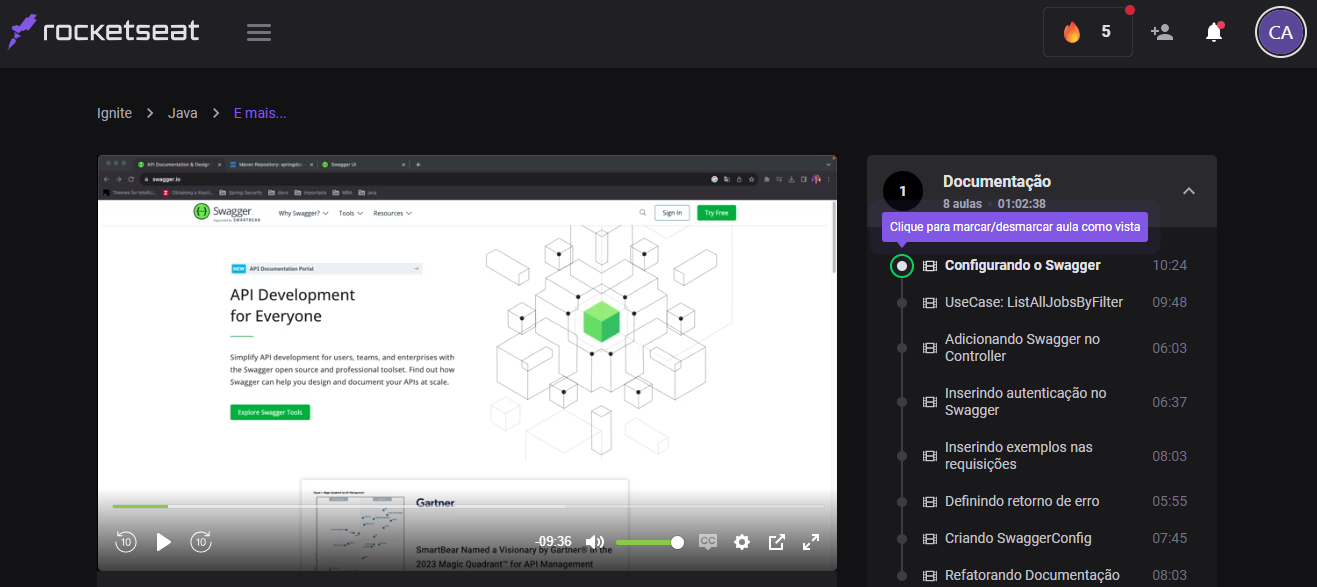 rocketseat
5
CA
Ignite > Java > E mais...
API Documentation & Design
Maven Repository: springdoc
Swagger UI
swagger.io
Spring Security
docs
importants
MBA
Java
Swagger
Supported by SMARTBEAR
Why Swagger?
Tools
Resources
Sign In
Try Free
NEW API Documentation Portal
API Development
for Everyone
Simplify API development for users, teams, and enterprises with
the Swagger open source and professional toolset. Find out how
Swagger can help you design and document your APIs at scale.
Explore Swagger Tools
Gartner
SmartBear Named a Visionary by Gartner® in the
2023 Magic Quadrant™ for API Management
10
10
-09:36
CC
1
Documentação
8 aulas • 01:02:38
Clique para marcar/desmarcar aula como vista
Configurando o Swagger 10:24
UseCase: ListAllJobsByFilter 09:48
Adicionando Swagger no
Controller
06:03
Inserindo autenticação no
Swagger
06:37
Inserindo exemplos nas
requisições
08:03
Definindo retorno de erro 05:55
Criando SwaggerConfig 07:45
Refatorando Documentação 08:03